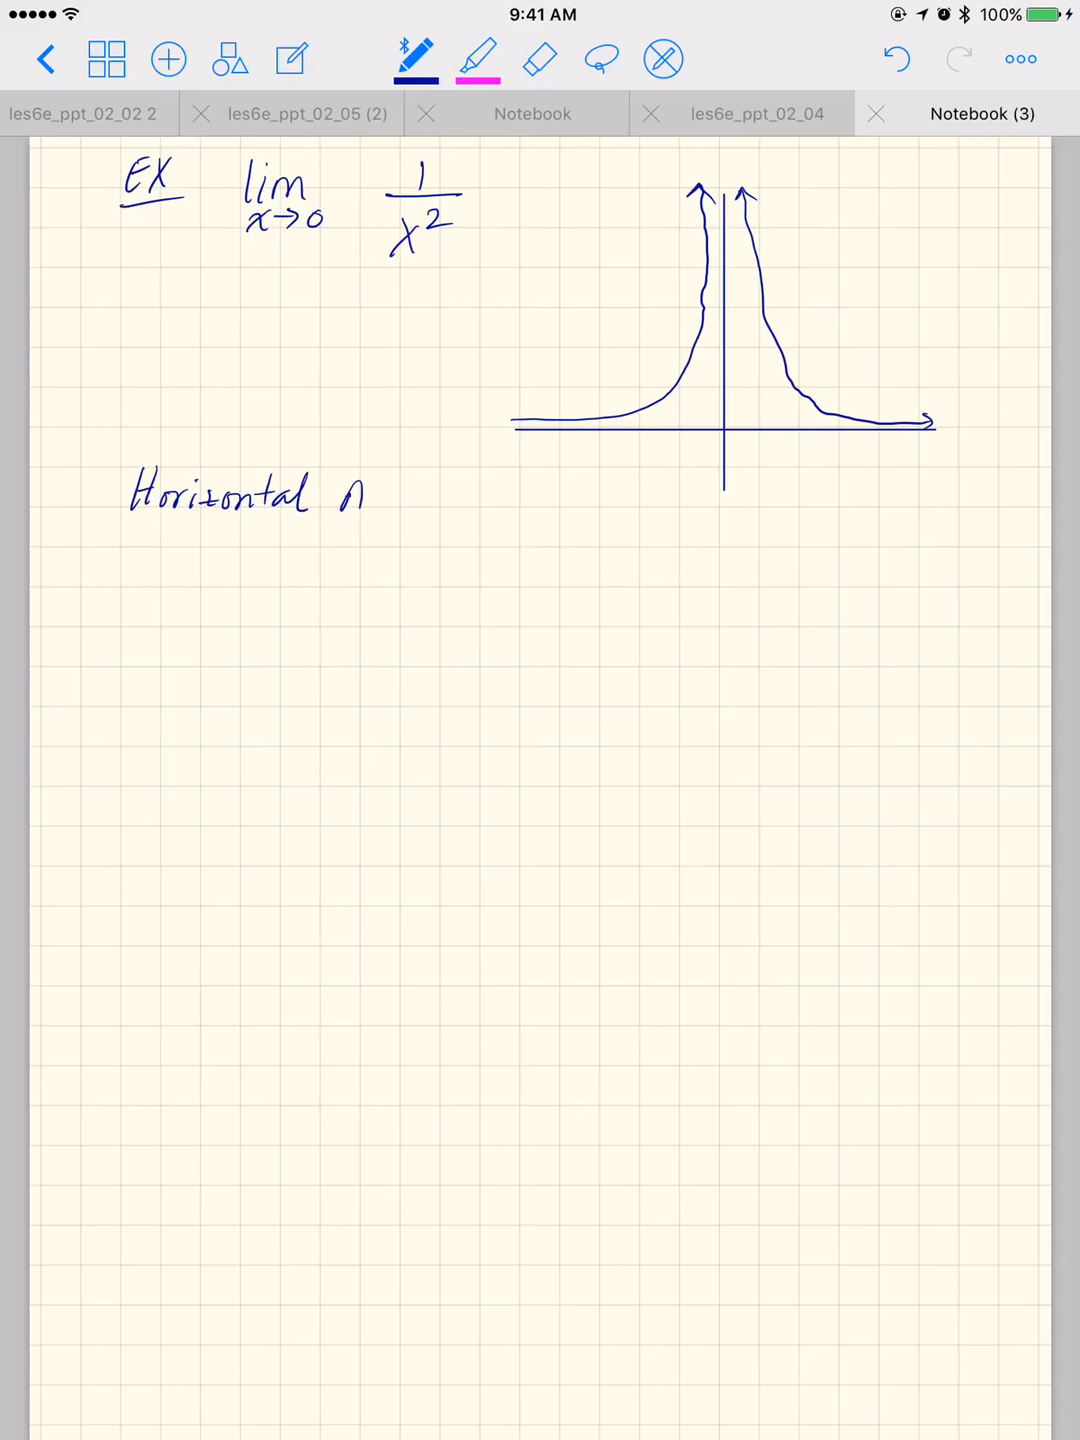 9:41 AM 100%
les6e_ppt_02_02 2 les6e_ppt_02_05 (2) Notebook les6e_ppt_02_04 Notebook (3)
EX lim x→0 1/x²
Horizontal A